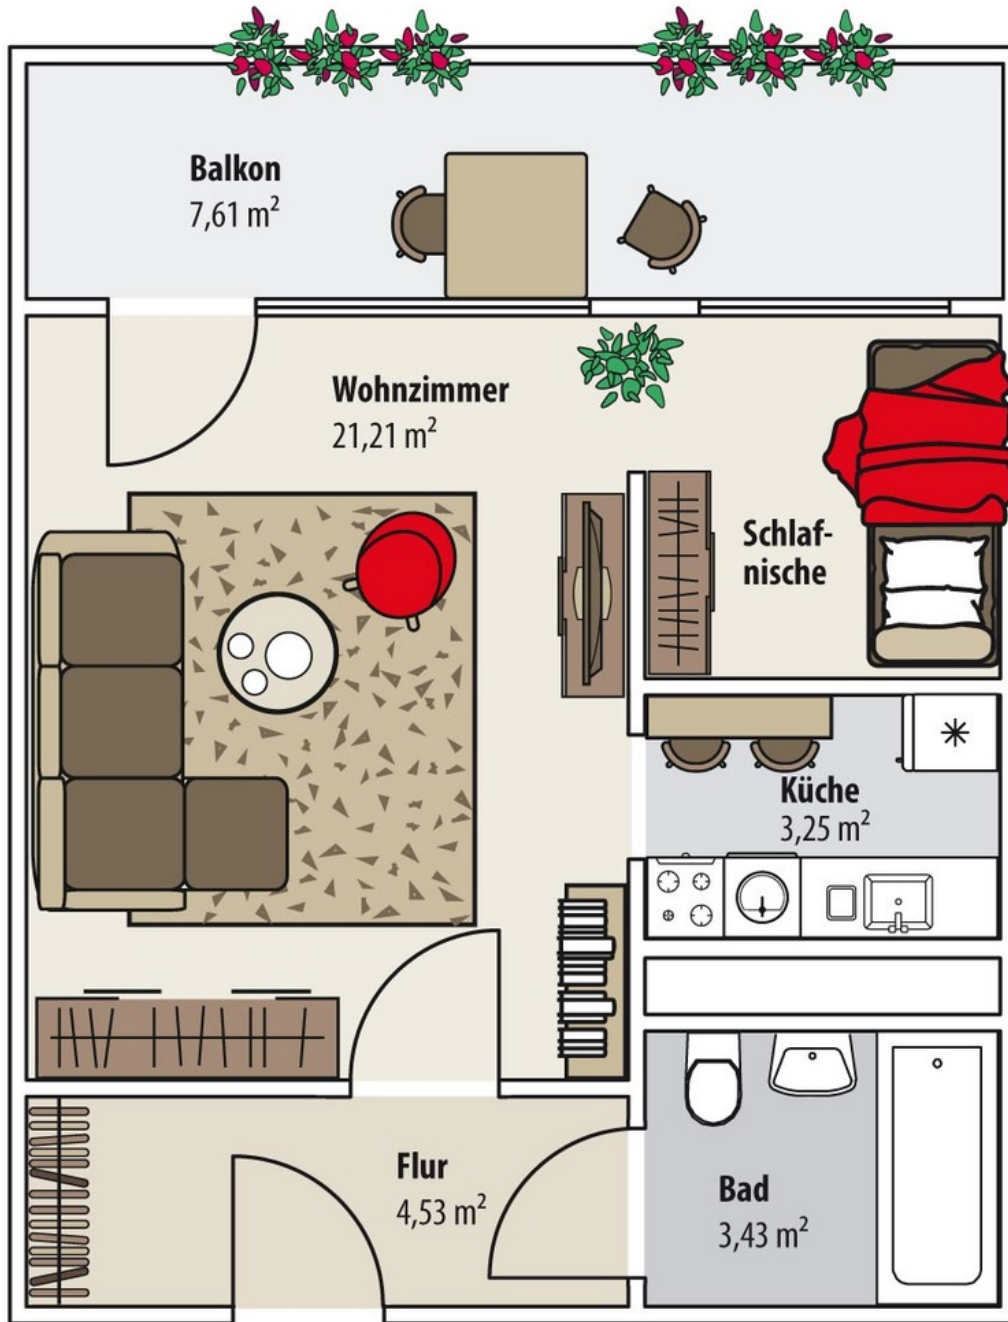 Balkon
7,61 m²
Wohnzimmer
21,21 m²
Schlaf-
nische
Küche
3,25 m²
Flur
4,53 m²
Bad
3,43 m²